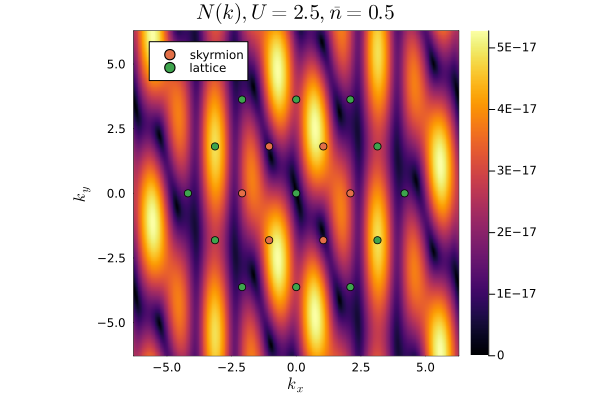 N(k), U = 2.5, n̄ = 0.5
skyrmion
lattice
5.0
2.5
0.0
−2.5
−5.0
k_y
−5.0 −2.5 0.0 2.5 5.0
k_x
5E−17
4E−17
3E−17
2E−17
1E−17
0